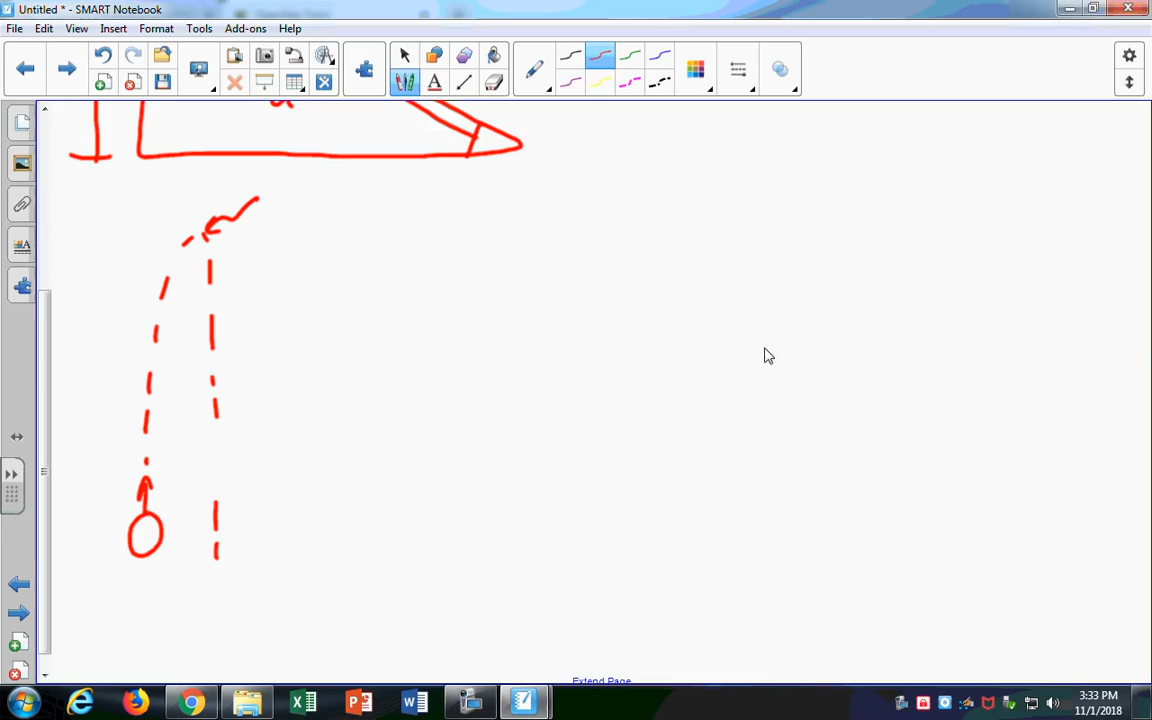 Untitled * - SMART Notebook
File Edit View Insert Format Tools Add-ons Help
Extend Page
3:33 PM
11/1/2018